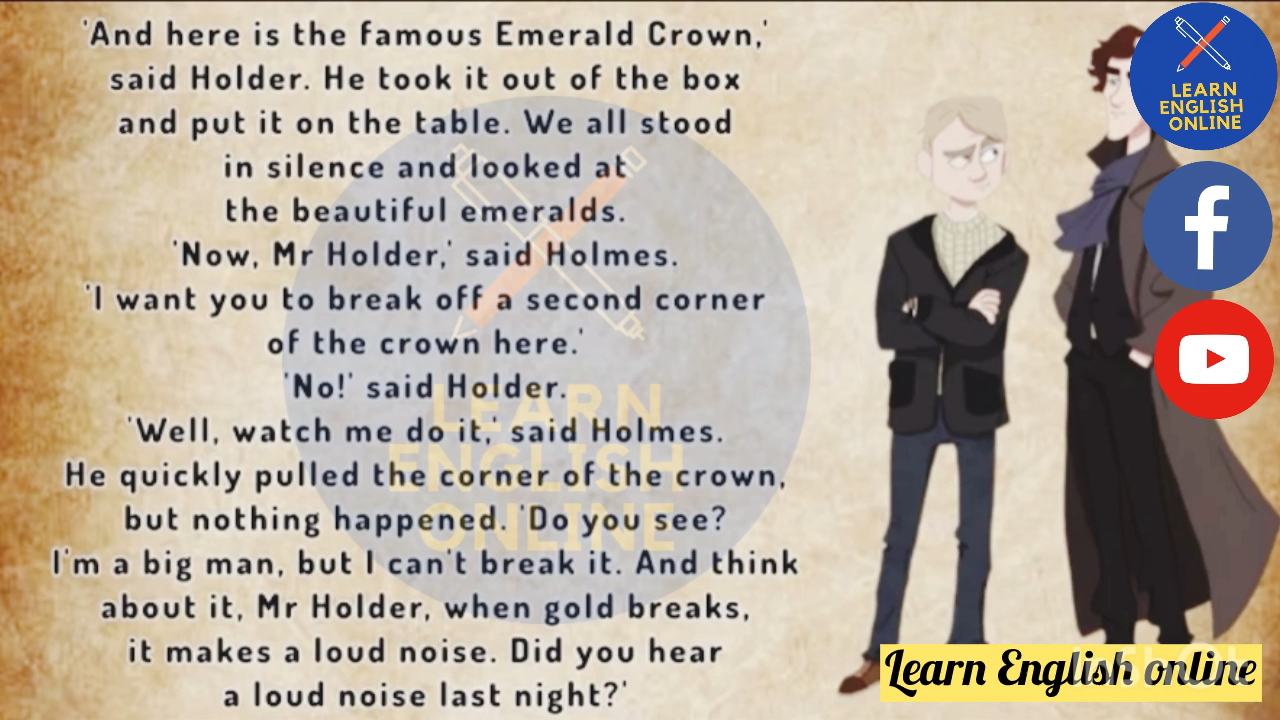 'And here is the famous Emerald Crown,'
said Holder. He took it out of the box
and put it on the table. We all stood
in silence and looked at
the beautiful emeralds.
'Now, Mr Holder,' said Holmes.
'I want you to break off a second corner
of the crown here.'
'No!' said Holder.
'Well, watch me do it,' said Holmes.
He quickly pulled the corner of the crown,
but nothing happened. 'Do you see?
I'm a big man, but I can't break it. And think
about it, Mr Holder, when gold breaks,
it makes a loud noise. Did you hear
a loud noise last night?'
LEARN
ENGLISH
ONLINE
LEARN
ENGLISH
ONLINE
f
Learn English online